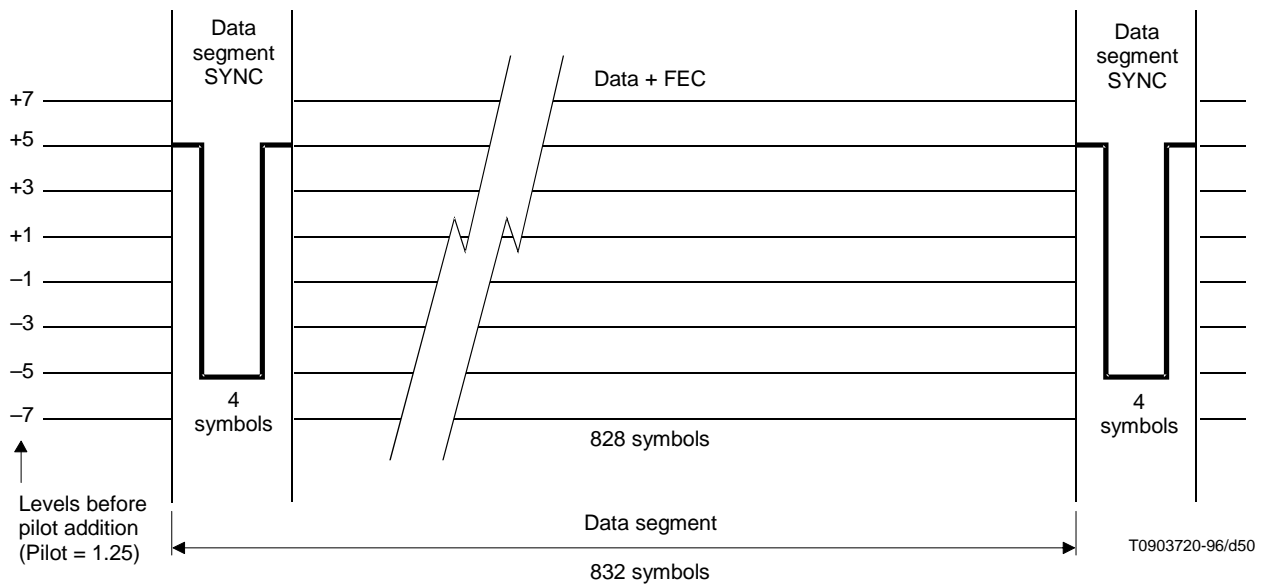 Data
segment
SYNC
Data
segment
SYNC
Data + FEC
+7
+5
+3
+1
–1
–3
–5
–7
4
symbols
4
symbols
828 symbols
Levels before
pilot addition
(Pilot = 1.25)
Data segment
832 symbols
T0903720-96/d50